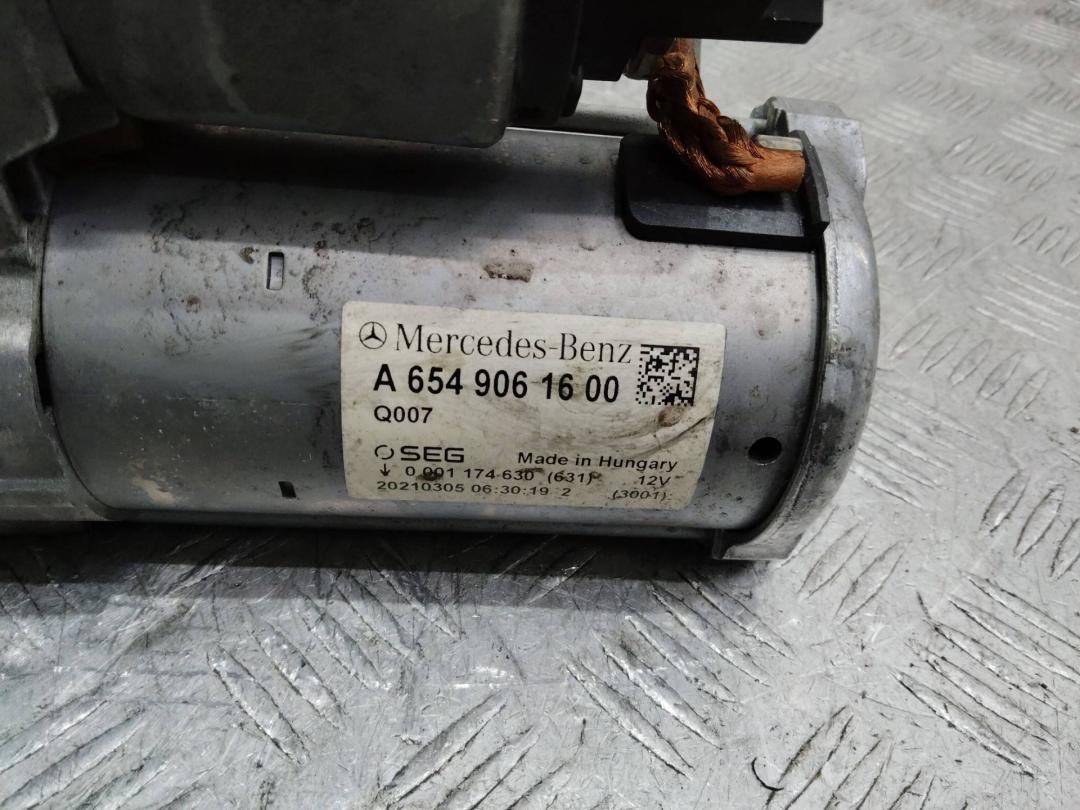 Mercedes-Benz
A 654 906 16 00
Q007
SEG Made in Hungary
↓ 0 001 174 630 (631) 12V
20210305 06:30:19 2 (3001)